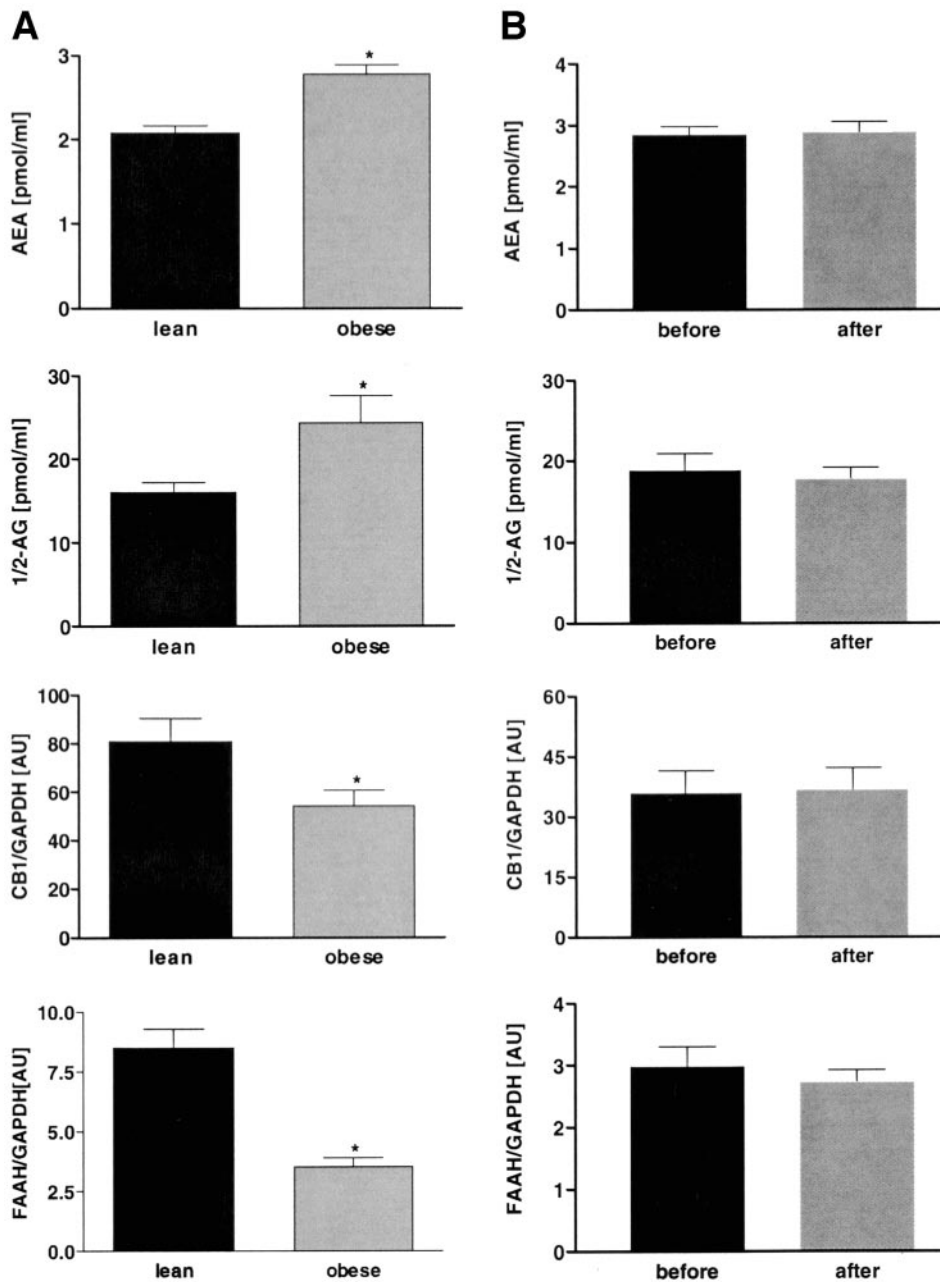 A
B
AEA [pmol/ml]
3
*
2
1
0
lean
obese
AEA [pmol/ml]
4
3
2
1
0
before
after
1/2-AG [pmol/ml]
30
*
20
10
0
lean
obese
1/2-AG [pmol/ml]
30
20
10
0
before
after
CB1/GAPDH [AU]
100
80
*
60
40
20
0
lean
obese
CB1/GAPDH [AU]
60
45
30
15
0
before
after
FAAH/GAPDH[AU]
10.0
7.5
5.0
*
2.5
0.0
lean
obese
FAAH/GAPDH [AU]
4
3
2
1
0
before
after